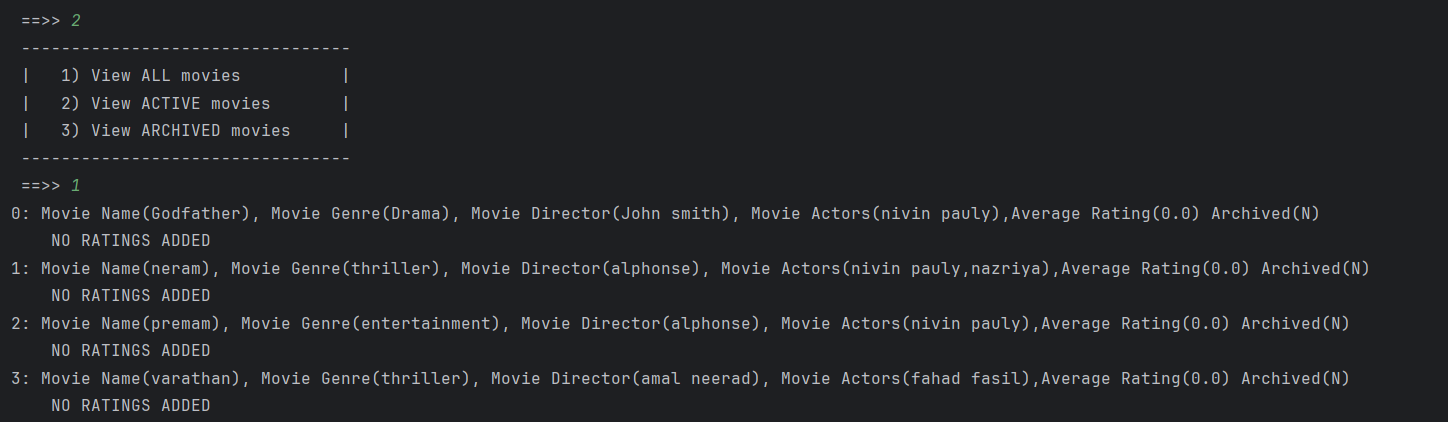 ==>> 2
---------------------------------
|   1) View ALL movies          |
|   2) View ACTIVE movies       |
|   3) View ARCHIVED movies     |
---------------------------------
==>> 1
0: Movie Name(Godfather), Movie Genre(Drama), Movie Director(John smith), Movie Actors(nivin pauly),Average Rating(0.0) Archived(N)
    NO RATINGS ADDED
1: Movie Name(neram), Movie Genre(thriller), Movie Director(alphonse), Movie Actors(nivin pauly,nazriya),Average Rating(0.0) Archived(N)
    NO RATINGS ADDED
2: Movie Name(premam), Movie Genre(entertainment), Movie Director(alphonse), Movie Actors(nivin pauly),Average Rating(0.0) Archived(N)
    NO RATINGS ADDED
3: Movie Name(varathan), Movie Genre(thriller), Movie Director(amal neerad), Movie Actors(fahad fasil),Average Rating(0.0) Archived(N)
    NO RATINGS ADDED